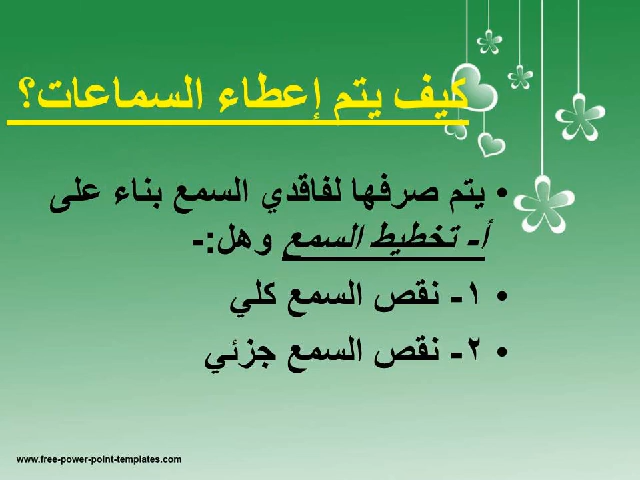 كيف يتم إعطاء السماعات؟
• يتم صرفها لفاقدي السمع بناء على
أ- تخطيط السمع وهل:-
• ١- نقص السمع كلي
• ٢- نقص السمع جزئي
www.free-power-point-templates.com